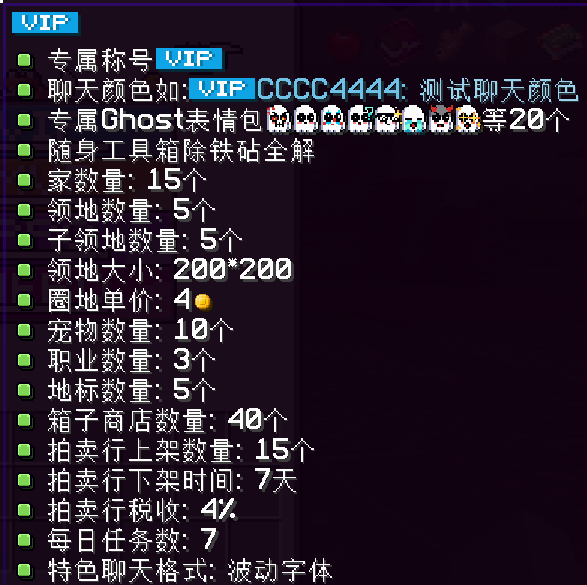 VIP
专属称号VIP
聊天颜色如:VIP CCCC4444: 测试聊天颜色
专属Ghost表情包等20个
随身工具箱除铁砧全解
家数量: 15个
领地数量: 5个
子领地数量: 5个
领地大小: 200*200
圈地单价: 4
宠物数量: 10个
职业数量: 3个
地标数量: 5个
箱子商店数量: 40个
拍卖行上架数量: 15个
拍卖行下架时间: 7天
拍卖行税收: 4%
每日任务数: 7
特色聊天格式: 波动字体